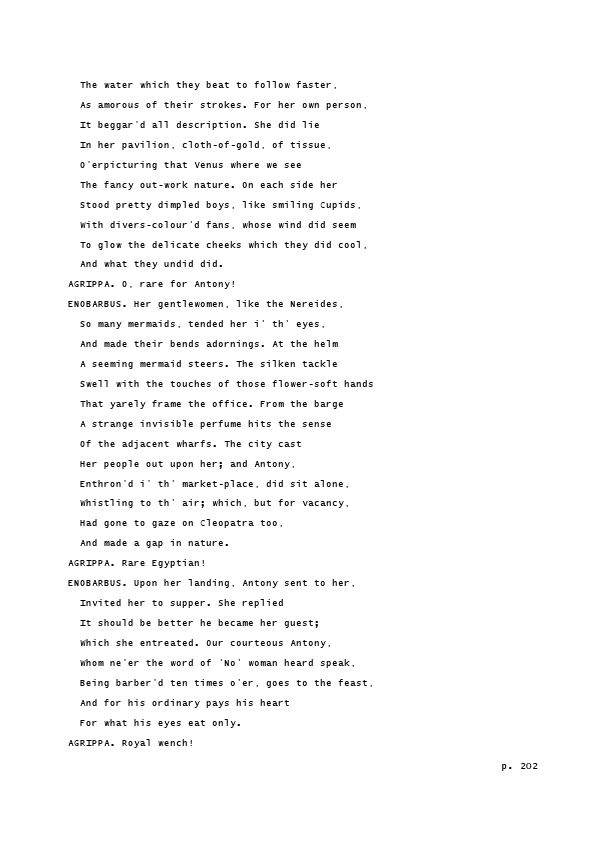 The water which they beat to follow faster,
As amorous of their strokes. For her own person,
It beggar'd all description. She did lie
In her pavilion, cloth-of-gold, of tissue,
O'erpicturing that Venus where we see
The fancy out-work nature. On each side her
Stood pretty dimpled boys, like smiling Cupids,
With divers-colour'd fans, whose wind did seem
To glow the delicate cheeks which they did cool,
And what they undid did.
AGRIPPA. O, rare for Antony!
ENOBARBUS. Her gentlewomen, like the Nereides,
So many mermaids, tended her i' th' eyes,
And made their bends adornings. At the helm
A seeming mermaid steers. The silken tackle
Swell with the touches of those flower-soft hands
That yarely frame the office. From the barge
A strange invisible perfume hits the sense
Of the adjacent wharfs. The city cast
Her people out upon her; and Antony,
Enthron'd i' th' market-place, did sit alone,
Whistling to th' air; which, but for vacancy,
Had gone to gaze on Cleopatra too,
And made a gap in nature.
AGRIPPA. Rare Egyptian!
ENOBARBUS. Upon her landing, Antony sent to her,
Invited her to supper. She replied
It should be better he became her guest;
Which she entreated. Our courteous Antony,
Whom ne'er the word of 'No' woman heard speak,
Being barber'd ten times o'er, goes to the feast,
And for his ordinary pays his heart
For what his eyes eat only.
AGRIPPA. Royal wench!
p. 202